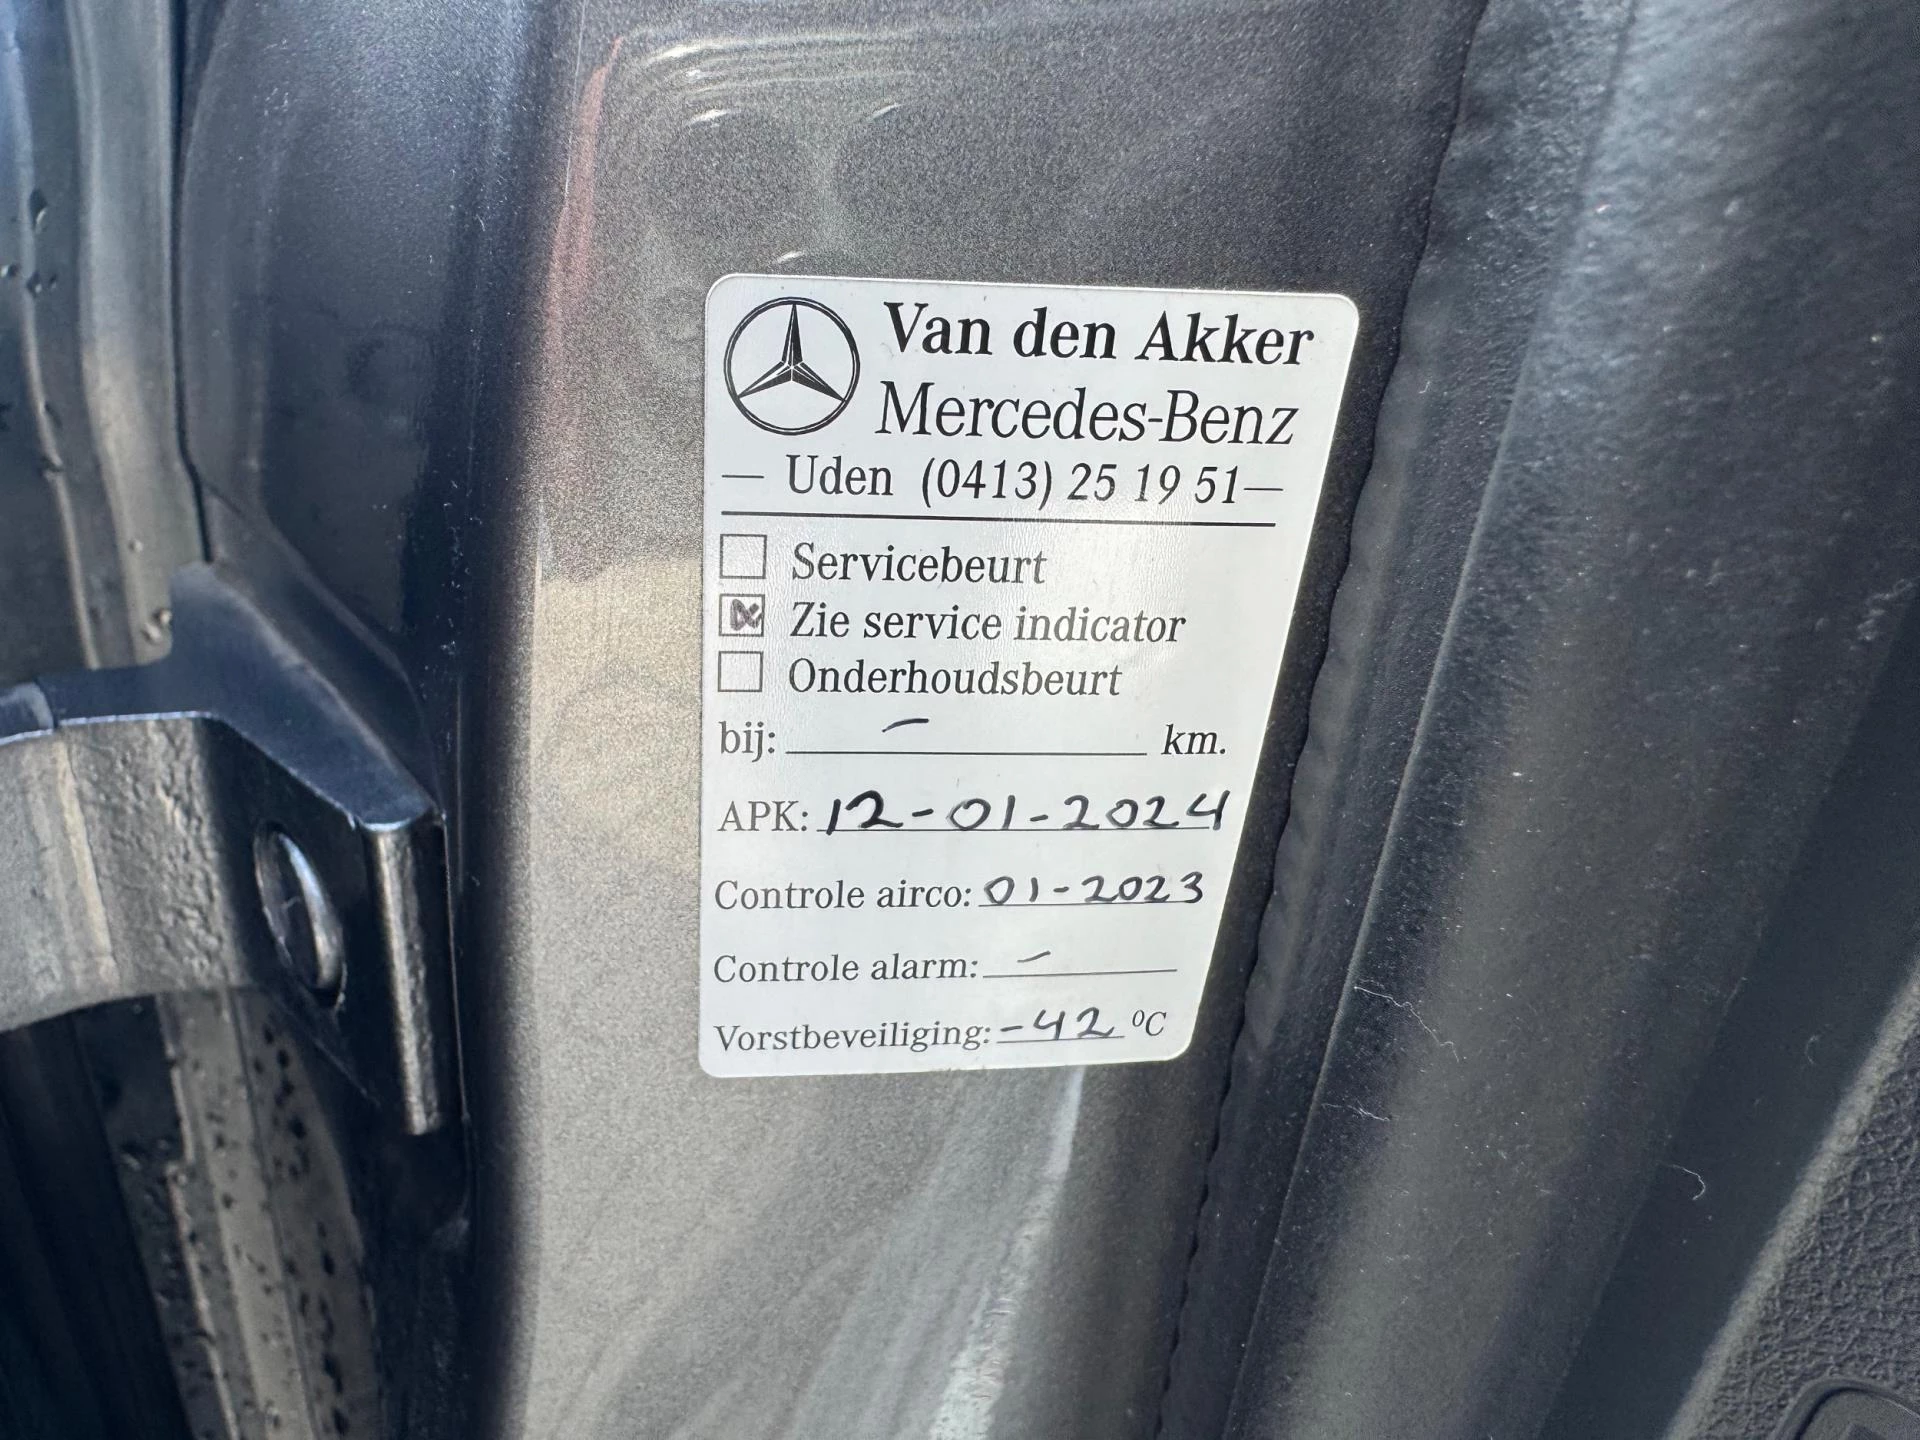 Van den Akker
Mercedes-Benz
— Uden (0413) 25 19 51—
Servicebeurt
Zie service indicator
Onderhoudsbeurt
bij: – km.
APK: 12-01-2024
Controle airco: 01-2023
Controle alarm: –
Vorstbeveiliging: -42 °C